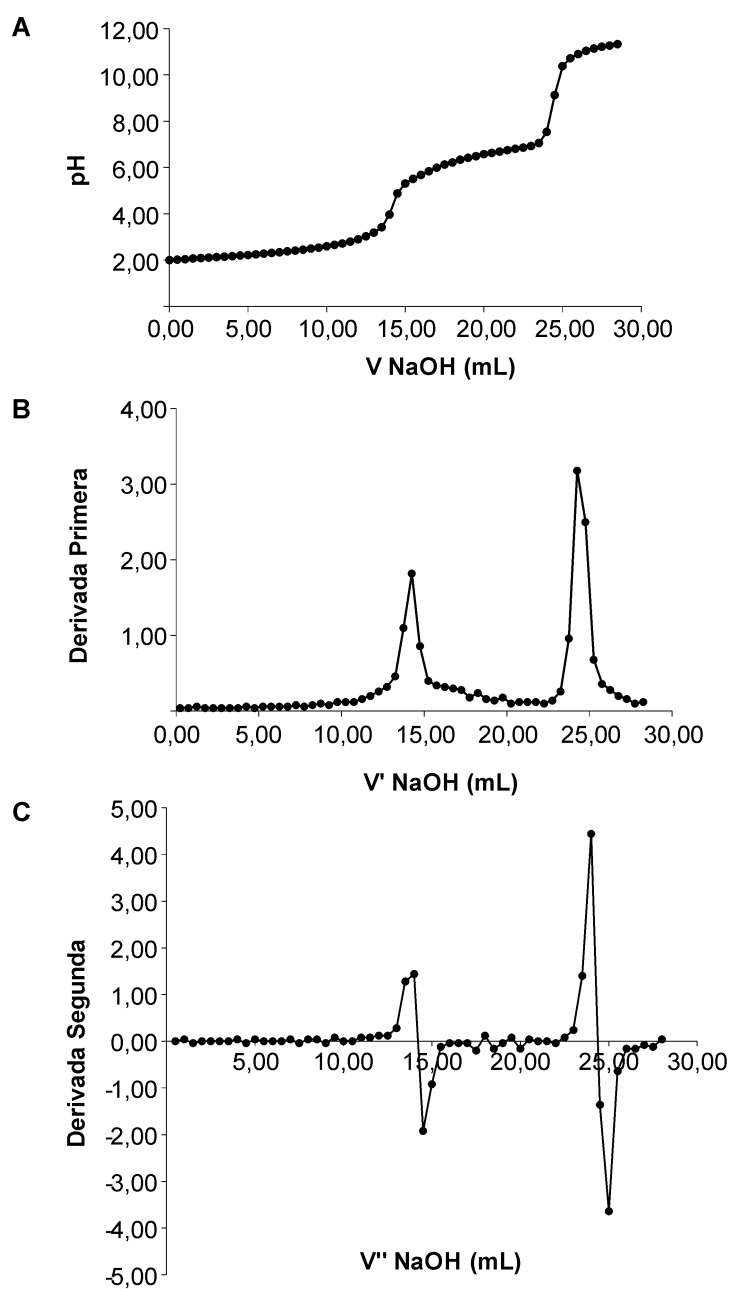 A
12,00
10,00
8,00
6,00
4,00
2,00
pH
0,00 5,00 10,00 15,00 20,00 25,00 30,00
V NaOH (mL)
B
4,00
3,00
2,00
1,00
Derivada Primera
0,00 5,00 10,00 15,00 20,00 25,00 30,00
V' NaOH (mL)
C
5,00
4,00
3,00
2,00
1,00
0,00
-1,00
-2,00
-3,00
-4,00
-5,00
Derivada Segunda
5,00 10,00 15,00 20,00 25,00 30,00
V'' NaOH (mL)